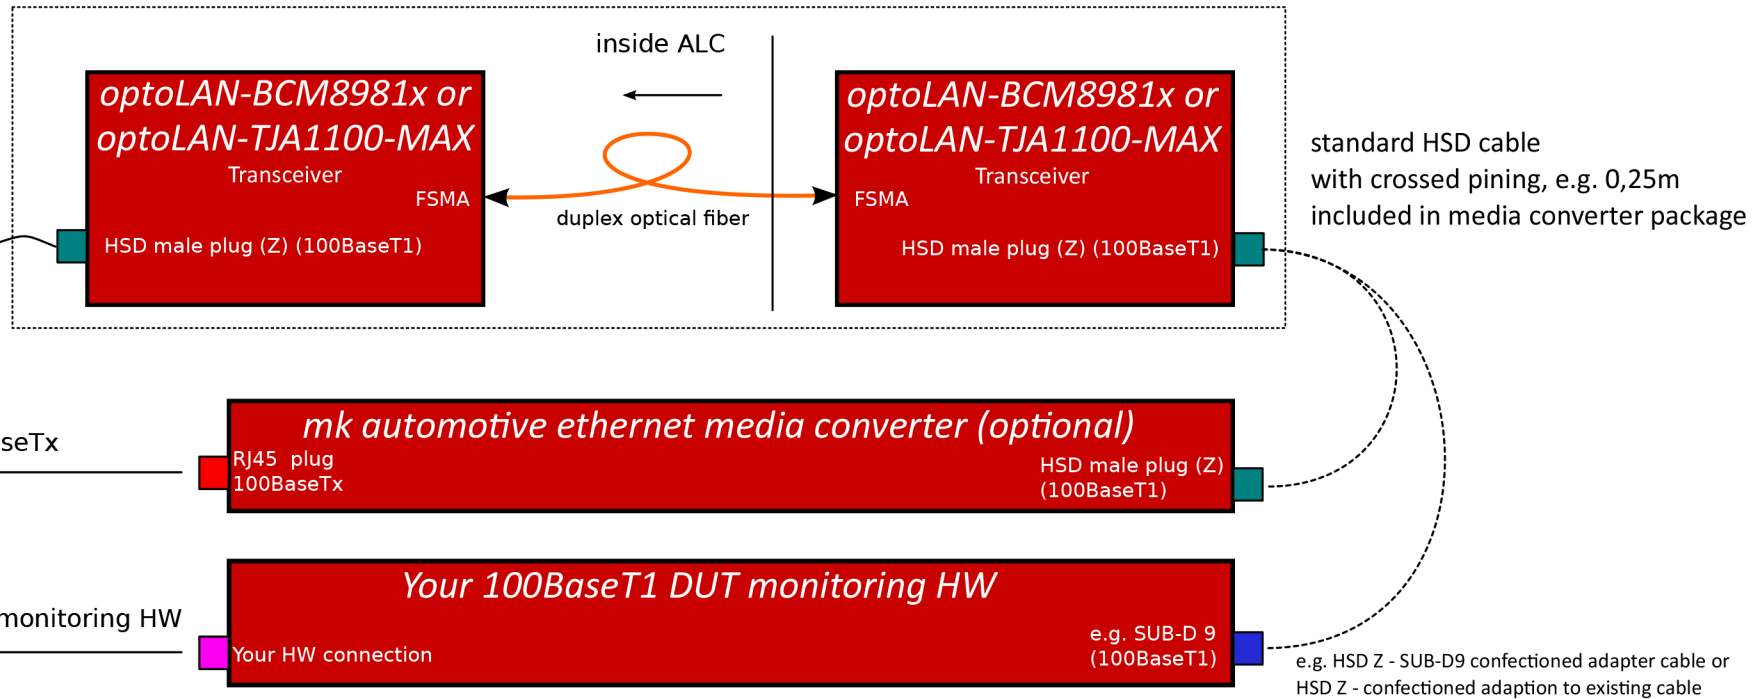 inside ALC
optoLAN-BCM8981x or
optoLAN-TJA1100-MAX
Transceiver
FSMA
HSD male plug (Z) (100BaseT1)
duplex optical fiber
optoLAN-BCM8981x or
optoLAN-TJA1100-MAX
Transceiver
FSMA
HSD male plug (Z) (100BaseT1)
standard HSD cable
with crossed pining, e.g. 0,25m
included in media converter package
seTx
mk automotive ethernet media converter (optional)
RJ45 plug
100BaseTx
HSD male plug (Z)
(100BaseT1)
monitoring HW
Your 100BaseT1 DUT monitoring HW
Your HW connection
e.g. SUB-D 9
(100BaseT1)
e.g. HSD Z - SUB-D9 confectioned adapter cable or
HSD Z - confectioned adaption to existing cable